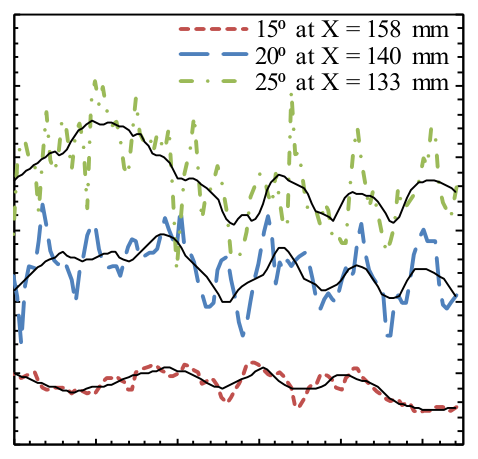 15º at X = 158 mm
20º at X = 140 mm
25º at X = 133 mm